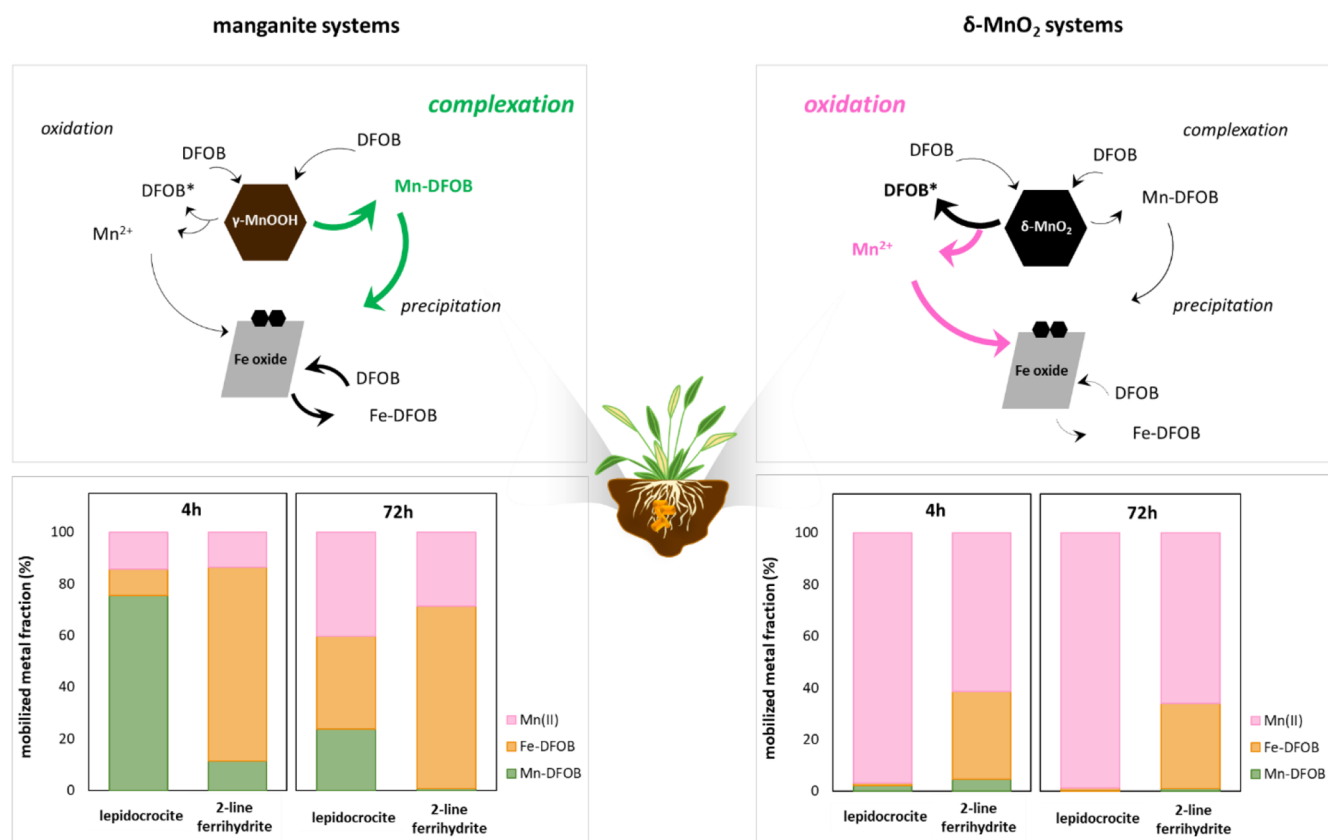 manganite systems
δ-MnO₂ systems
oxidation
complexation
DFOB
DFOB
DFOB*
γ-MnOOH
Mn-DFOB
Mn²⁺
precipitation
Fe oxide
DFOB
Fe-DFOB
oxidation
complexation
DFOB
DFOB
DFOB*
δ-MnO₂
Mn-DFOB
Mn²⁺
precipitation
Fe oxide
DFOB
Fe-DFOB
4h
72h
mobilized metal fraction (%)
100
80
60
40
20
0
lepidocrocite
2-line
ferrihydrite
lepidocrocite
2-line
ferrihydrite
Mn(II)
Fe-DFOB
Mn-DFOB
4h
72h
mobilized metal fraction (%)
100
80
60
40
20
0
lepidocrocite
2-line
ferrihydrite
lepidocrocite
2-line
ferrihydrite
Mn(II)
Fe-DFOB
Mn-DFOB